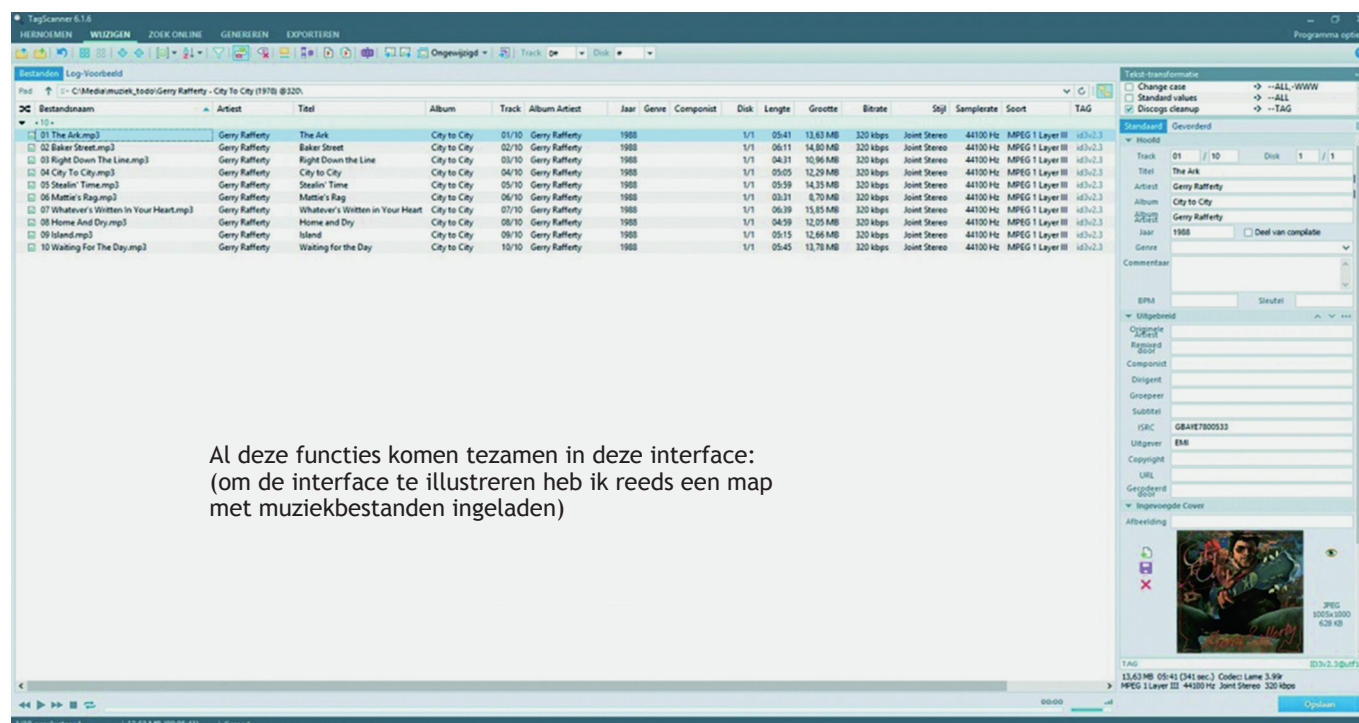 TagScanner 6.1.6
HERNOEMEN WIJZIGEN ZOEK ONLINE GENEREREN EXPORTEREN
Programma optie
Ongewijzigd Track Disk
Bestanden Log-Voorbeeld
Pad C:\Media\muziek_todo\Gerry Rafferty - City To City (1978) @320\
Bestandsnaam Artiest Titel Album Track Album Artiest Jaar Genre Componist Disk Lengte Grootte Bitrate Stijl Samplerate Soort TAG
10
01 The Ark.mp3 Gerry Rafferty The Ark City to City 01/10 Gerry Rafferty 1988 1/1 05:41 13,63 MB 320 kbps Joint Stereo 44100 Hz MPEG 1 Layer III id3v2.3
02 Baker Street.mp3 Gerry Rafferty Baker Street City to City 02/10 Gerry Rafferty 1988 1/1 06:11 14,80 MB 320 kbps Joint Stereo 44100 Hz MPEG 1 Layer III id3v2.3
03 Right Down The Line.mp3 Gerry Rafferty Right Down the Line City to City 03/10 Gerry Rafferty 1988 1/1 04:31 10,96 MB 320 kbps Joint Stereo 44100 Hz MPEG 1 Layer III id3v2.3
04 City To City.mp3 Gerry Rafferty City to City City to City 04/10 Gerry Rafferty 1988 1/1 05:05 12,29 MB 320 kbps Joint Stereo 44100 Hz MPEG 1 Layer III id3v2.3
05 Stealin' Time.mp3 Gerry Rafferty Stealin' Time City to City 05/10 Gerry Rafferty 1988 1/1 05:59 14,35 MB 320 kbps Joint Stereo 44100 Hz MPEG 1 Layer III id3v2.3
06 Mattie's Rag.mp3 Gerry Rafferty Mattie's Rag City to City 06/10 Gerry Rafferty 1988 1/1 03:31 8,70 MB 320 kbps Joint Stereo 44100 Hz MPEG 1 Layer III id3v2.3
07 Whatever's Written In Your Heart.mp3 Gerry Rafferty Whatever's Written in Your Heart City to City 07/10 Gerry Rafferty 1988 1/1 06:39 15,85 MB 320 kbps Joint Stereo 44100 Hz MPEG 1 Layer III id3v2.3
08 Home And Dry.mp3 Gerry Rafferty Home and Dry City to City 08/10 Gerry Rafferty 1988 1/1 04:59 12,05 MB 320 kbps Joint Stereo 44100 Hz MPEG 1 Layer III id3v2.3
09 Island.mp3 Gerry Rafferty Island City to City 09/10 Gerry Rafferty 1988 1/1 05:15 12,66 MB 320 kbps Joint Stereo 44100 Hz MPEG 1 Layer III id3v2.3
10 Waiting For The Day.mp3 Gerry Rafferty Waiting for the Day City to City 10/10 Gerry Rafferty 1988 1/1 05:45 13,78 MB 320 kbps Joint Stereo 44100 Hz MPEG 1 Layer III id3v2.3
Al deze functies komen tezamen in deze interface:
(om de interface te illustreren heb ik reeds een map
met muziekbestanden ingeladen)
00:00
Tekst-transformatie
Change case --ALL,-WWW
Standard values --ALL
Discogs cleanup --TAG
Standaard Gevorderd
Hoofd
Track 01 / 10 Disk 1 / 1
Titel The Ark
Artiest Gerry Rafferty
Album City to City
Album Artiest Gerry Rafferty
Jaar 1988 Deel van compilatie
Genre
Commentaar
BPM Sleutel
Uitgebreid
Originele Artiest
Remixed door
Componist
Dirigent
Groepeer
Subtitel
ISRC GBAYE7800533
Uitgever EMI
Copyright
URL
Gecodeerd door
Ingevoegde Cover
Afbeelding
JPEG
1005x1000
628 KB
TAG ID3v2.3
13,63 MB 05:41 (341 sec.) Codec: Lame 3.99r
MPEG 1 Layer III 44100 Hz Joint Stereo 320 kbps
Opslaan